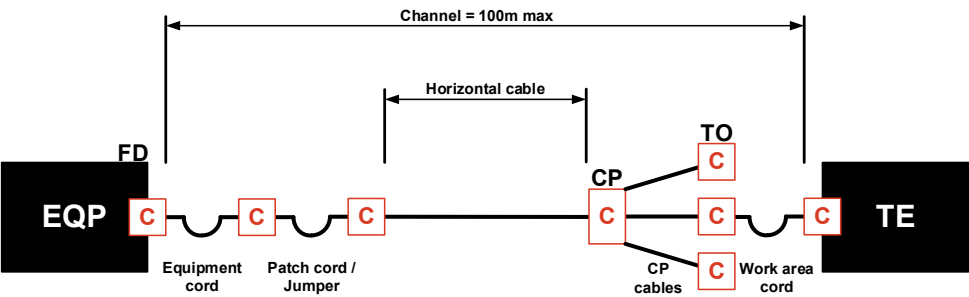 Channel = 100m max
Horizontal cable
TO
FD
C
CP
EQP
C
C
C
C
C
C
TE
C
Equipment
cord
Patch cord /
Jumper
CP
cables
Work area
cord